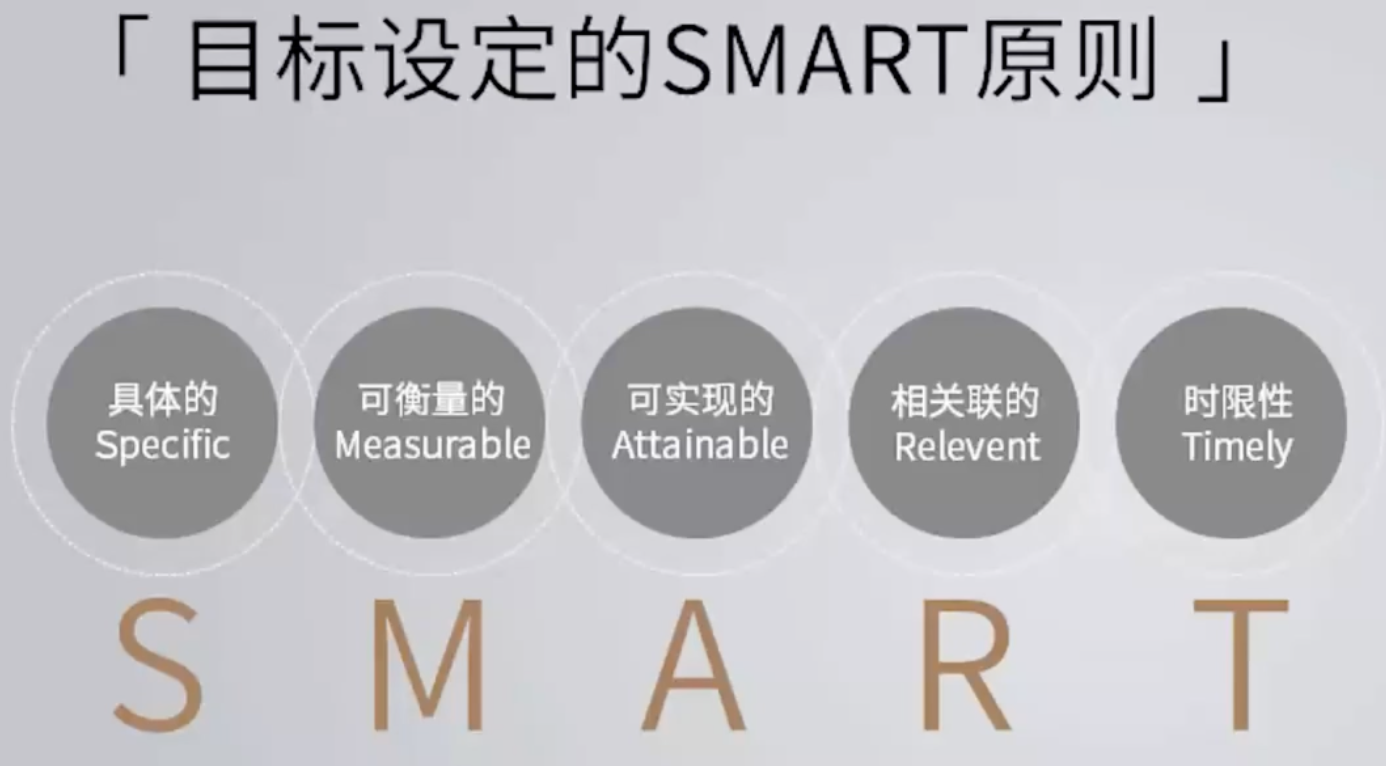 「 目标设定的SMART原则 」
具体的
Specific
可衡量的
Measurable
可实现的
Attainable
相关联的
Relevent
时限性
Timely
S
M
A
R
T